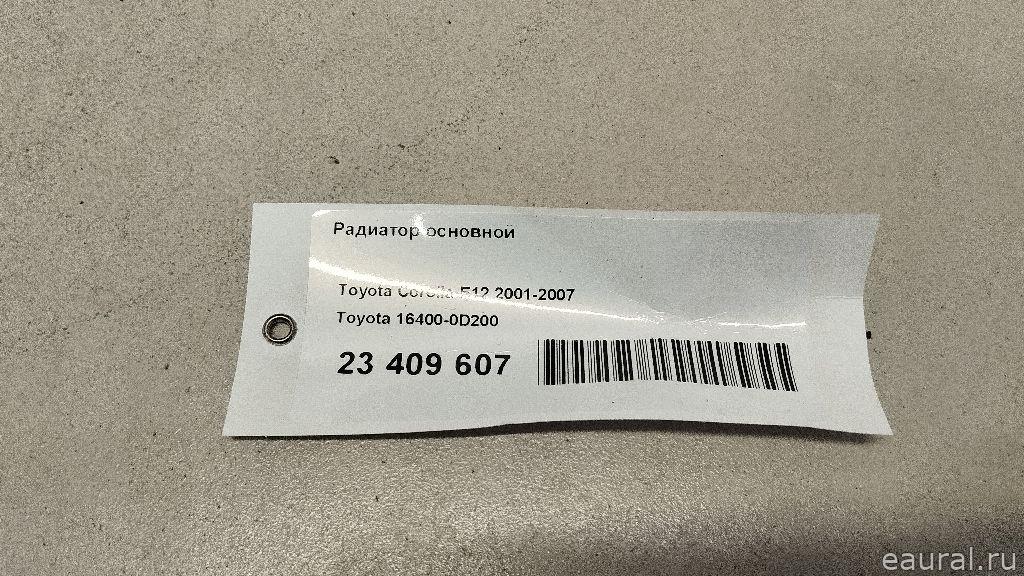 Радиатор основной
Toyota Corolla E12 2001-2007
Toyota 16400-0D200
23 409 607
eaural.ru